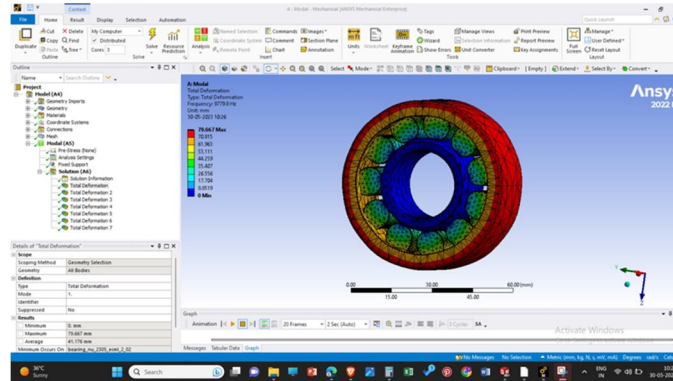 A : Modal - Mechanical [ANSYS Mechanical Enterprise]
Context
File Home Result Display Selection Automation
Quick Launch
Duplicate
Cut Delete
Copy Find
Paste Tree
My Computer
Distributed
Cores 3
Solve Resource Prediction
Analysis
Named Selection Commands Images
Coordinate System Comment Section Plane
Remote Point Chart Annotation
Units Worksheet Keyframe Animation
Tags Manage Views Print Preview
Wizard Selection Information Report Preview
Show Errors Unit Converter Key Assignments
Full Screen
Manage
User Defined
Reset Layout
Outline Solve Insert Tools Layout
Outline
Name Search Outline
Select Mode Clipboard [Empty] Extend Select By Convert
Project
Model (A4)
Geometry Imports
Geometry
Materials
Coordinate Systems
Connections
Mesh
Modal (A5)
Pre-Stress (None)
Analysis Settings
Fixed Support
Solution (A6)
Solution Information
Total Deformation
Total Deformation 2
Total Deformation 3
Total Deformation 4
Total Deformation 5
Total Deformation 6
Total Deformation 7
A: Modal
Total Deformation
Type: Total Deformation
Unit: mm
79.667 Max
70.815
61.963
53.111
44.259
35.407
26.556
17.704
8.8519
0 Min
Ansys
2022
0.00 30.00 60.00 (mm)
15.00 45.00
Details of "Total Deformation"
Scope
Scoping Method Geometry Selection
Geometry All Bodies
Definition
Type Total Deformation
Mode 1.
Identifier
Suppressed No
Results
Minimum 0. mm
Maximum 79.667 mm
Average 41.176 mm
Minimum Occurs On
Graph
Animation 20 Frames 2 Sec (Auto) 3 Cycles
Messages Tabular Data Graph
Activate Windows
No Messages No Selection Metric (mm, kg, N, s, mV, mA) Degrees rad/s
36°C
Sunny
Search
ENG
IN